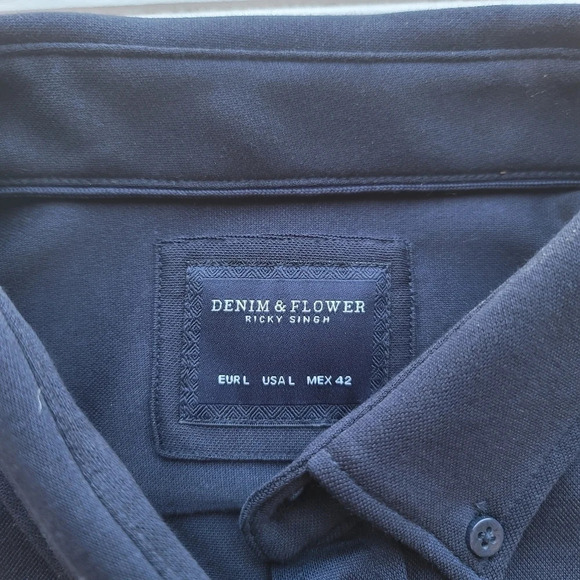 DENIM & FLOWER
RICKY SINGH
EUR L USA L MEX 42